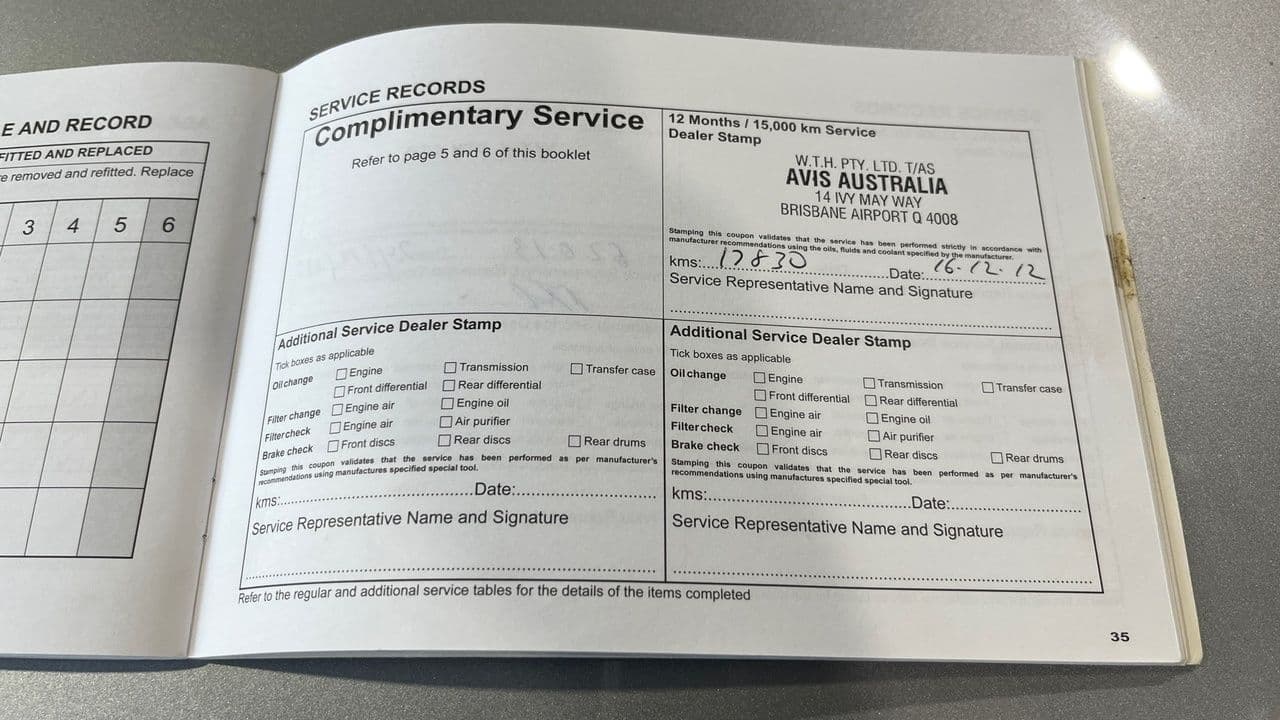 E AND RECORD
FITTED AND REPLACED
e removed and refitted. Replace
3 4 5 6
SERVICE RECORDS
Complimentary Service
Refer to page 5 and 6 of this booklet
12 Months / 15,000 km Service
Dealer Stamp
W.T.H. PTY. LTD. T/AS
AVIS AUSTRALIA
14 IVY MAY WAY
BRISBANE AIRPORT Q 4008
Stamping this coupon validates that the service has been performed strictly in accordance with
manufacturer recommendations using the oils, fluids and coolant specified by the manufacturer.
kms:....17830....Date:....16.12.12
Service Representative Name and Signature
Additional Service Dealer Stamp
Tick boxes as applicable
Oil change Engine Transmission Transfer case
Front differential Rear differential
Filter change Engine air Engine oil
Filter check Engine air Air purifier
Brake check Front discs Rear discs Rear drums
Stamping this coupon validates that the service has been performed as per manufacturer's
recommendations using manufactures specified special tool.
kms:....Date:....
Service Representative Name and Signature
Additional Service Dealer Stamp
Tick boxes as applicable
Oil change Engine Transmission Transfer case
Front differential Rear differential
Filter change Engine air Engine oil
Filter check Engine air Air purifier
Brake check Front discs Rear discs Rear drums
Stamping this coupon validates that the service has been performed as per manufacturer's
recommendations using manufactures specified special tool.
kms:....Date:....
Service Representative Name and Signature
Refer to the regular and additional service tables for the details of the items completed
35